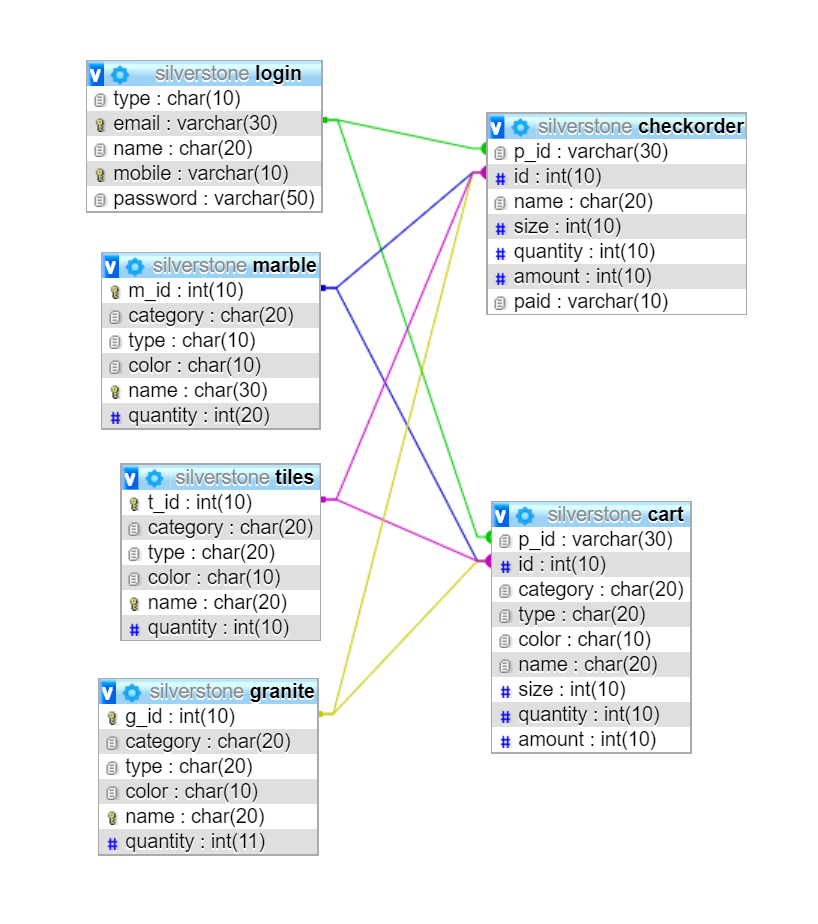 silverstone login
type : char(10)
email : varchar(30)
name : char(20)
mobile : varchar(10)
password : varchar(50)
silverstone checkorder
p_id : varchar(30)
id : int(10)
name : char(20)
size : int(10)
quantity : int(10)
amount : int(10)
paid : varchar(10)
silverstone marble
m_id : int(10)
category : char(20)
type : char(10)
color : char(10)
name : char(30)
quantity : int(20)
silverstone tiles
t_id : int(10)
category : char(20)
type : char(20)
color : char(10)
name : char(20)
quantity : int(10)
silverstone cart
p_id : varchar(30)
id : int(10)
category : char(20)
type : char(20)
color : char(10)
name : char(20)
size : int(10)
quantity : int(10)
amount : int(10)
silverstone granite
g_id : int(10)
category : char(20)
type : char(20)
color : char(10)
name : char(20)
quantity : int(11)